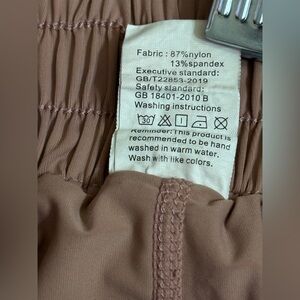 Fabric: 87%nylon
13%spandex
Executive standard:
GB/T22853-2019
Safety standard:
GB 18401-2010 B
Washing instructions
30
Reminder: This product is
recommended to be hand
washed in warm water.
Wash with like colors.